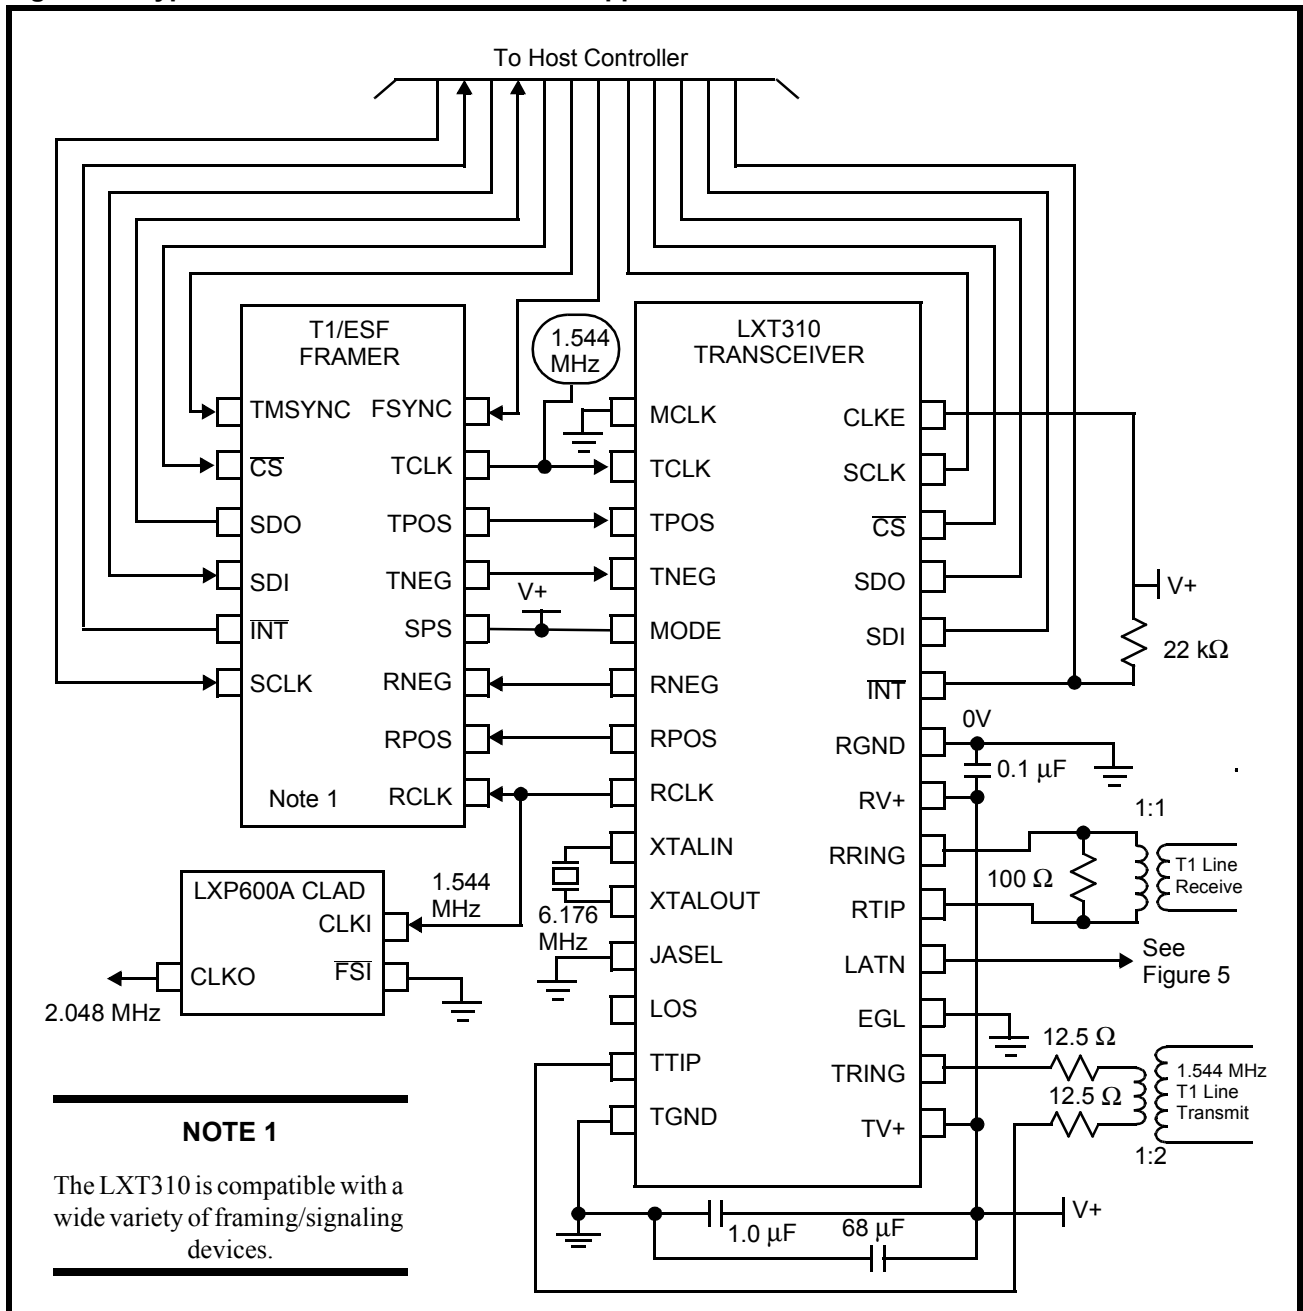 To Host Controller
T1/ESF
FRAMER
1.544
MHz
LXT310
TRANSCEIVER
TMSYNC FSYNC
CS TCLK
SDO TPOS
SDI TNEG
INT SPS
SCLK RNEG
RPOS
Note 1 RCLK
V+
MCLK CLKE
TCLK SCLK
TPOS CS
TNEG SDO
MODE SDI
RNEG INT
RPOS RGND
RCLK RV+
XTALIN RRING
XTALOUT RTIP
JASEL LATN
LOS EGL
TTIP TRING
TGND TV+
V+
22 kΩ
0V
0.1 μF
1:1
100 Ω
T1 Line
Receive
See
Figure 5
12.5 Ω
12.5 Ω
1.544 MHz
T1 Line
Transmit
1:2
V+
1.0 μF
68 μF
6.176
MHz
LXP600A CLAD
1.544
MHz
CLKI
CLKO FSI
2.048 MHz
NOTE 1
The LXT310 is compatible with a
wide variety of framing/signaling
devices.